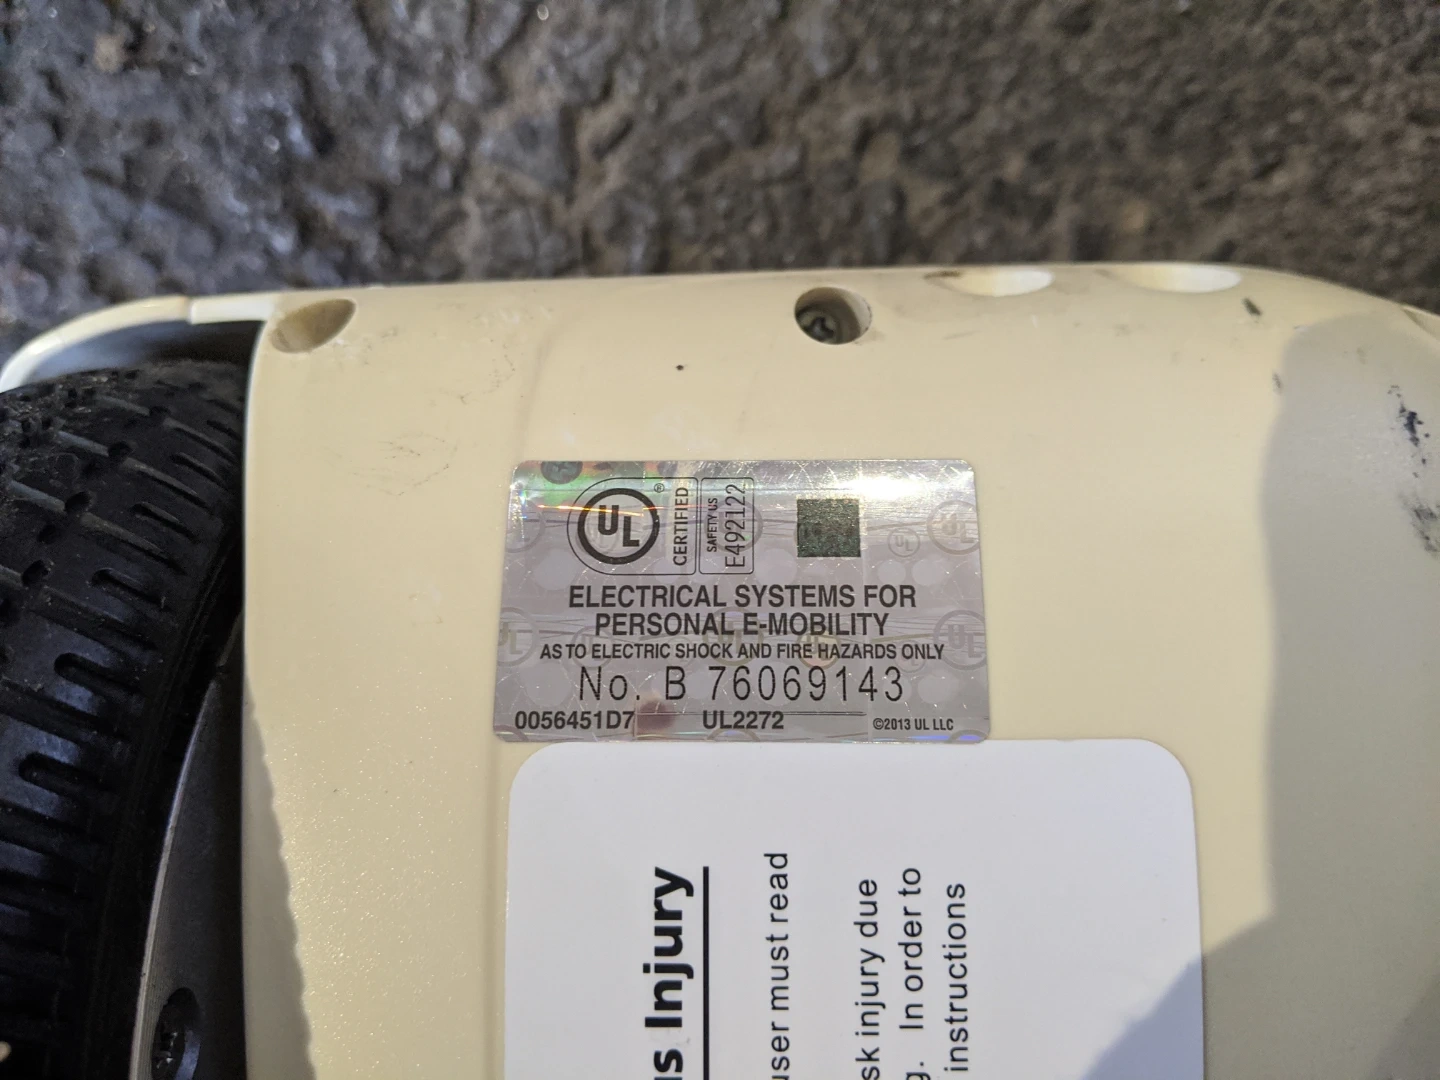 UL
®
CERTIFIED
SAFETY US
E492122
ELECTRICAL SYSTEMS FOR
PERSONAL E-MOBILITY
AS TO ELECTRIC SHOCK AND FIRE HAZARDS ONLY
No. B 76069143
0056451D7 UL2272 ©2013 UL LLC
Injury
user must read
injury due
In order to
instructions